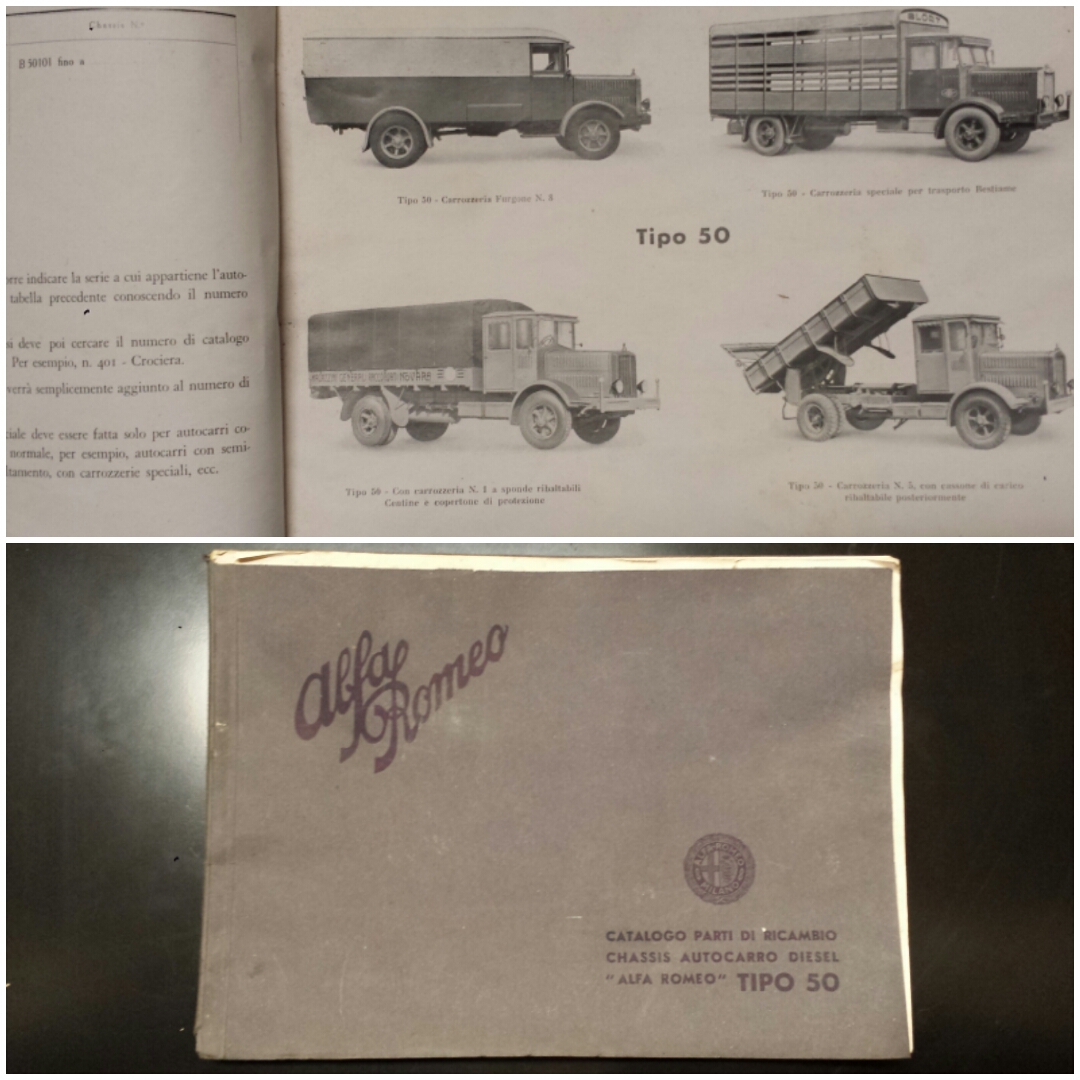 Chassis N.
B 50101 fino a
orre indicare la serie a cui appartiene l'auto-
tabella precedente conoscendo il numero
si deve poi cercare il numero di catalogo
Per esempio, n. 401 - Crociera.
verrà semplicemente aggiunto al numero di
ciale deve essere fatta solo per autocarri co-
normale, per esempio, autocarri con semi-
ltamento, con carrozzerie speciali, ecc.
Tipo 50 - Carrozzeria Furgone N. 8
Tipo 50 - Carrozzeria speciale per trasporto Bestiame
Tipo 50
Tipo 50 - Con carrozzeria N. 1 a sponde ribaltabili
Centine e copertone di protezione
Tipo 50 - Carrozzeria N. 5, con cassone di carico
ribaltabile posteriormente
Alfa
Romeo
ALFA-ROMEO
MILANO
CATALOGO PARTI DI RICAMBIO
CHASSIS AUTOCARRO DIESEL
"ALFA ROMEO" TIPO 50